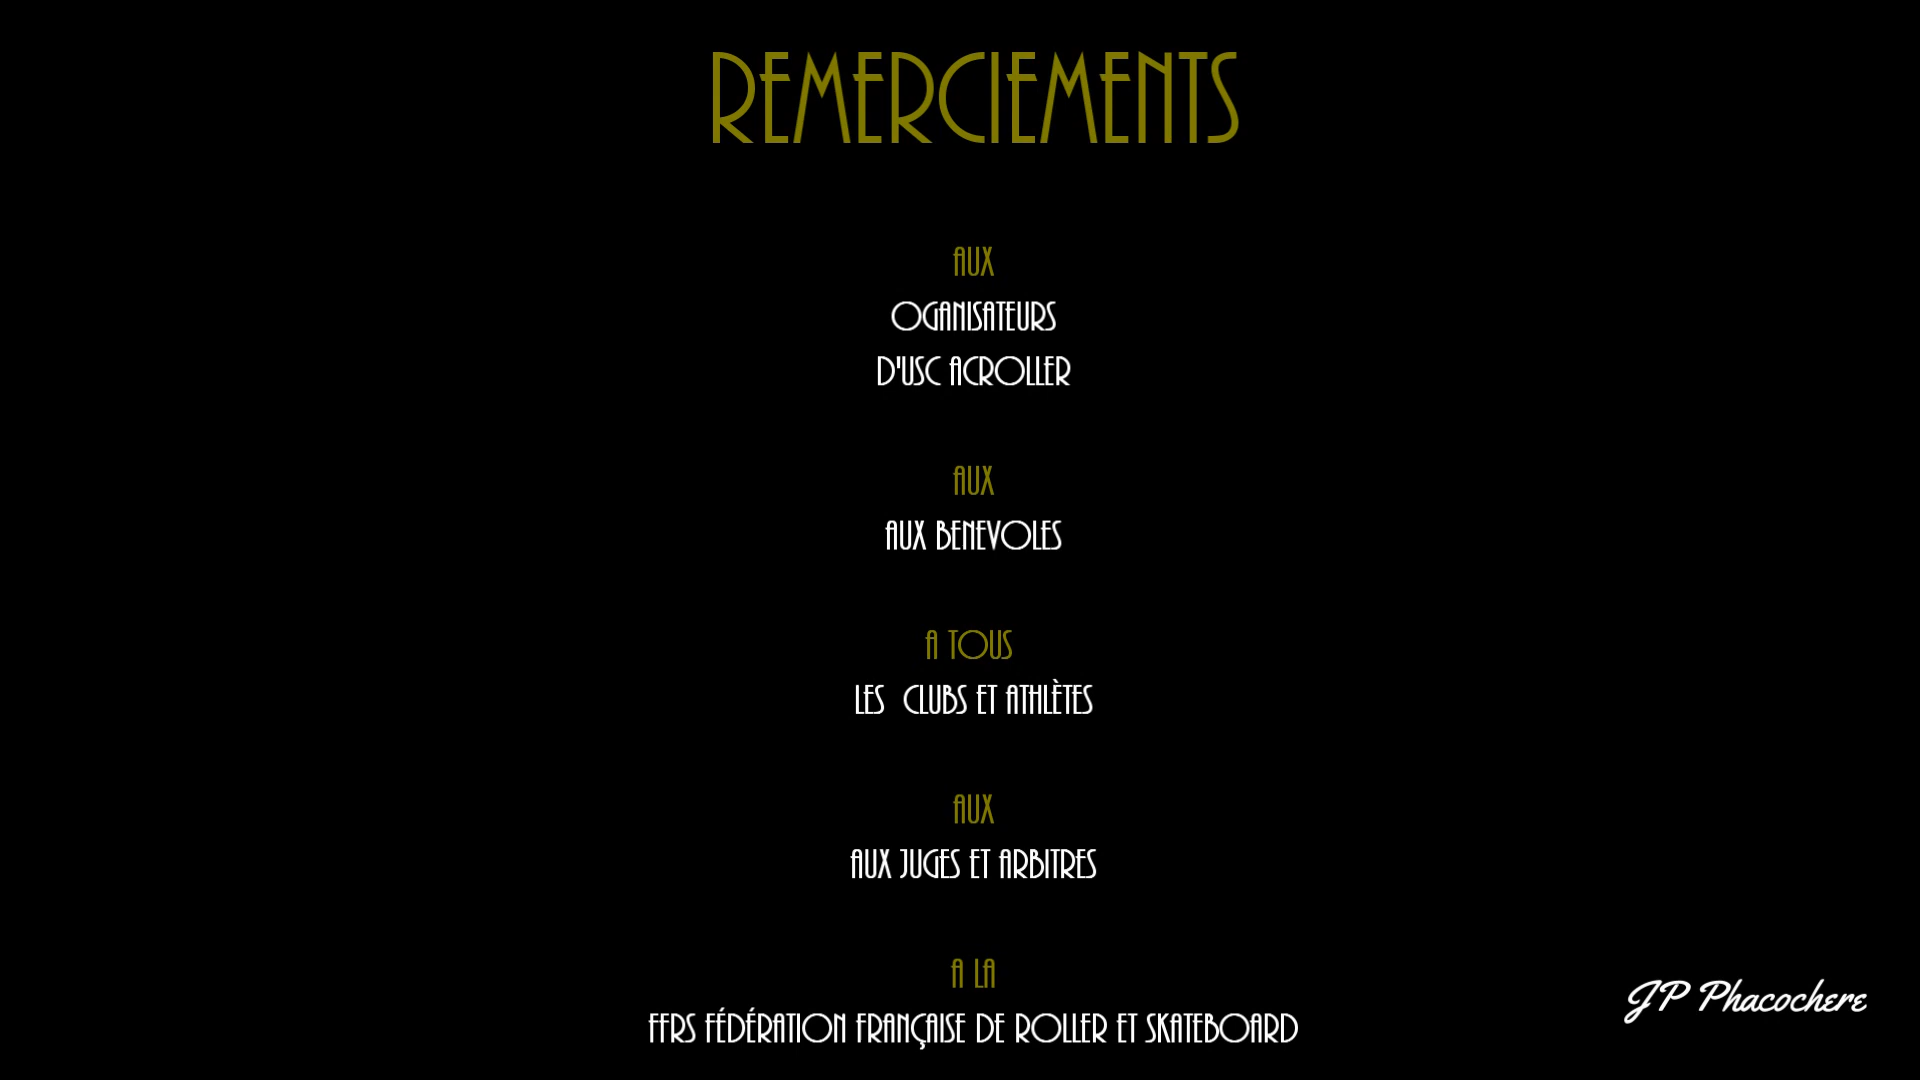 REMERCIEMENTS
AUX
OGANISATEURS
D'USC ACROLLER
AUX
AUX BENEVOLES
A TOUS
LES CLUBS ET ATHLÈTES
AUX
AUX JUGES ET ARBITRES
A LA
FFRS FÉDÉRATION FRANÇAISE DE ROLLER ET SKATEBOARD
JP Phacochere